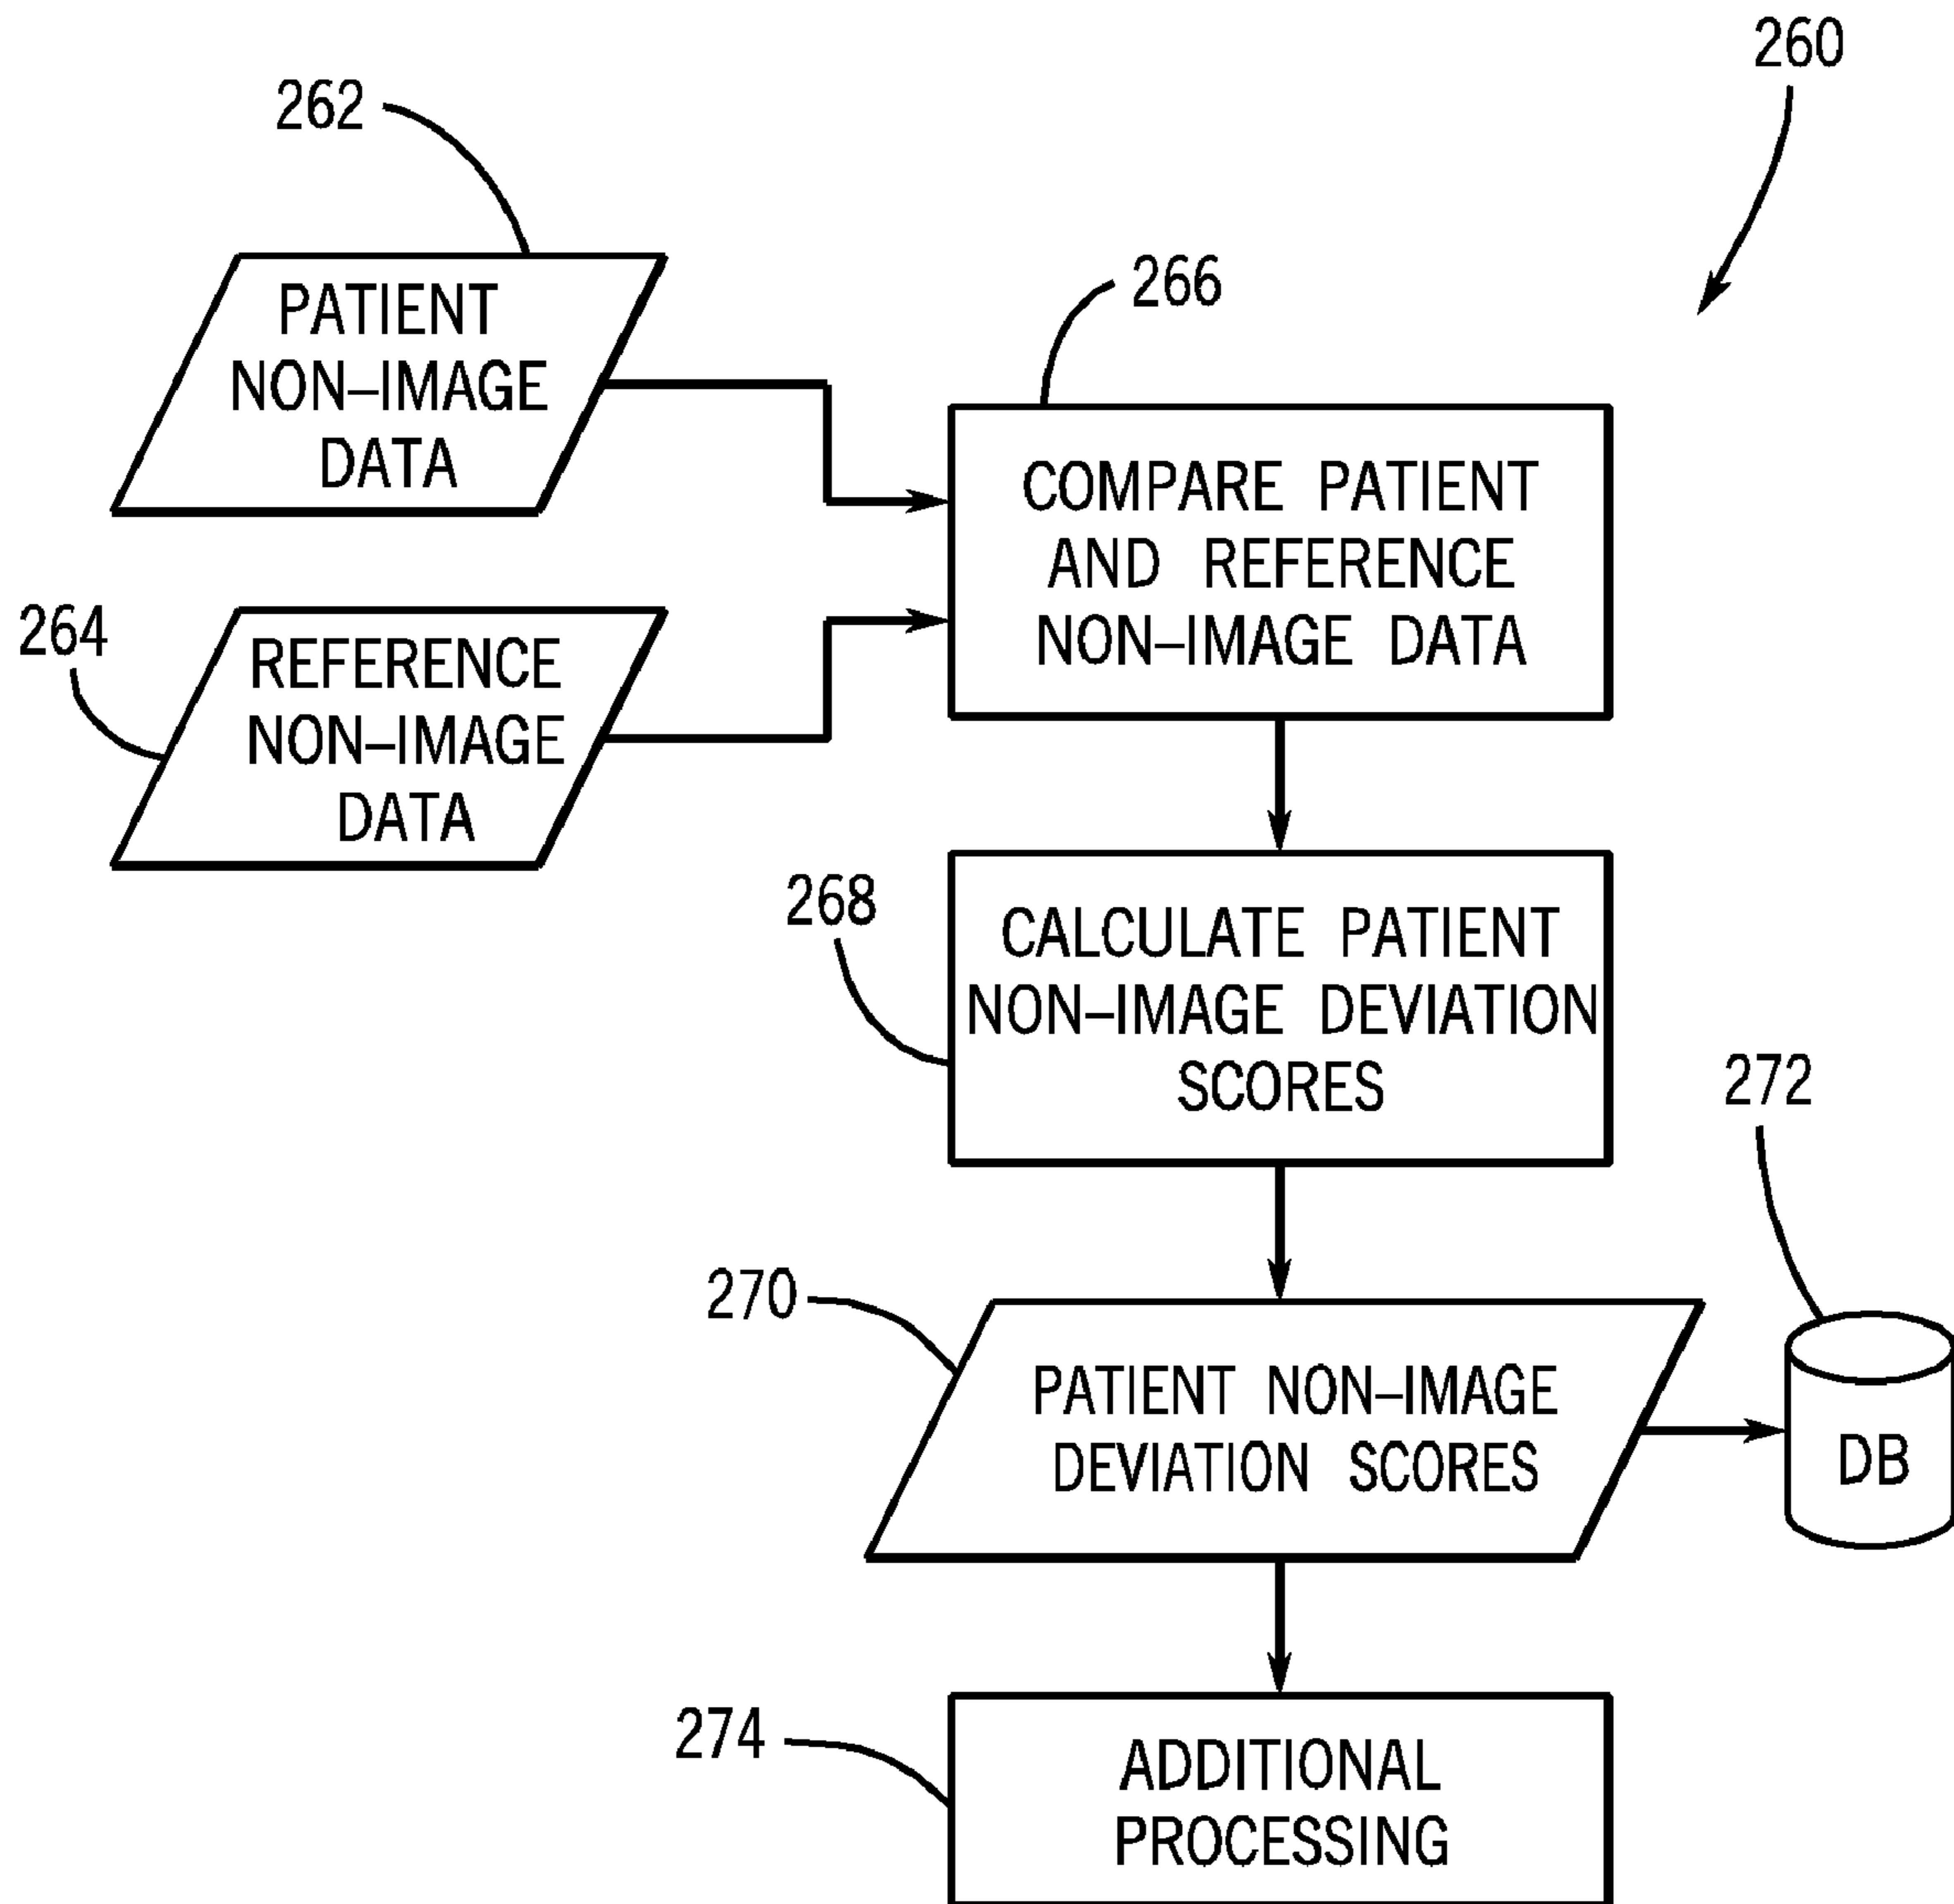 260
262
PATIENT
NON–IMAGE
DATA
266
COMPARE PATIENT
AND REFERENCE
NON–IMAGE DATA
264
REFERENCE
NON–IMAGE
DATA
268
CALCULATE PATIENT
NON–IMAGE DEVIATION
SCORES
272
270
PATIENT NON–IMAGE
DEVIATION SCORES
DB
274
ADDITIONAL
PROCESSING